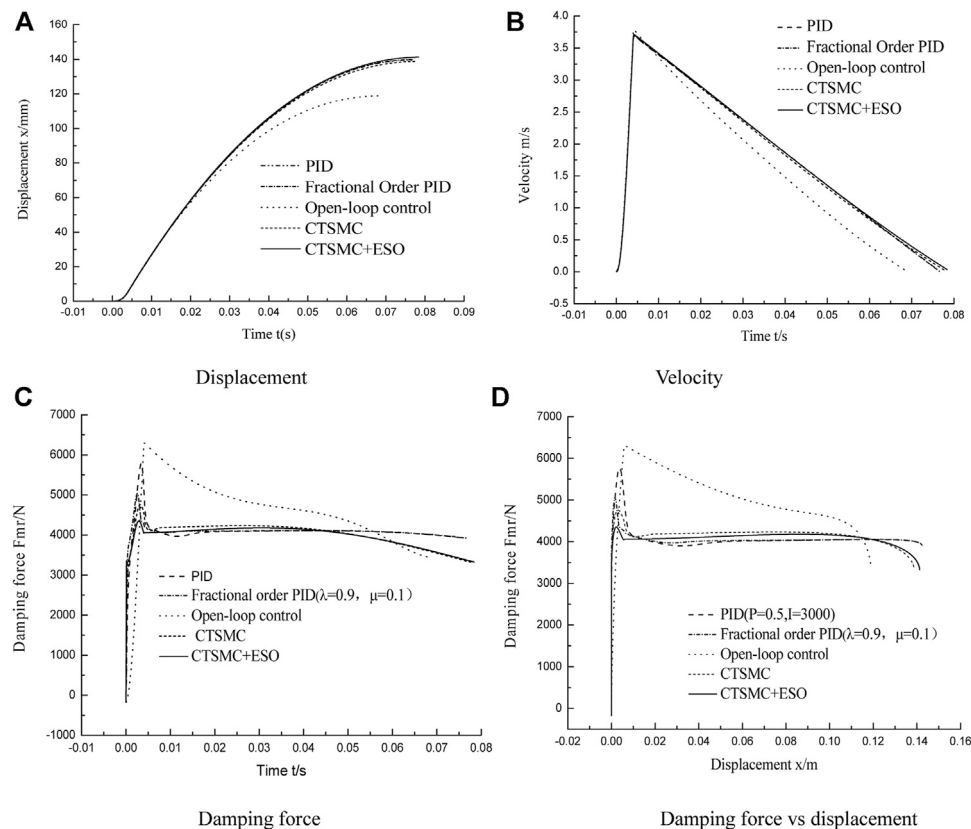 A
160
140
120
100
80
60
40
20
0
Displacement x/mm
PID
Fractional Order PID
Open-loop control
CTSMC
CTSMC+ESO
-0.01 0.00 0.01 0.02 0.03 0.04 0.05 0.06 0.07 0.08 0.09
Time t(s)
Displacement
B
4.0
3.5
3.0
2.5
2.0
1.5
1.0
0.5
0.0
-0.5
Velocity m/s
PID
Fractional Order PID
Open-loop control
CTSMC
CTSMC+ESO
-0.01 0.00 0.01 0.02 0.03 0.04 0.05 0.06 0.07 0.08
Time t/s
Velocity
C
7000
6000
5000
4000
3000
2000
1000
0
-1000
Damping force Fmr/N
PID
Fractional order PID(λ=0.9， μ=0.1）
Open-loop control
CTSMC
CTSMC+ESO
-0.01 0.00 0.01 0.02 0.03 0.04 0.05 0.06 0.07 0.08
Time t/s
Damping force
D
7000
6000
5000
4000
3000
2000
1000
0
Damping force Fmr/N
PID(P=0.5,I=3000)
Fractional order PID(λ=0.9， μ=0.1）
Open-loop control
CTSMC
CTSMC+ESO
-0.02 0.00 0.02 0.04 0.06 0.08 0.10 0.12 0.14 0.16
Displacement x/m
Damping force vs displacement